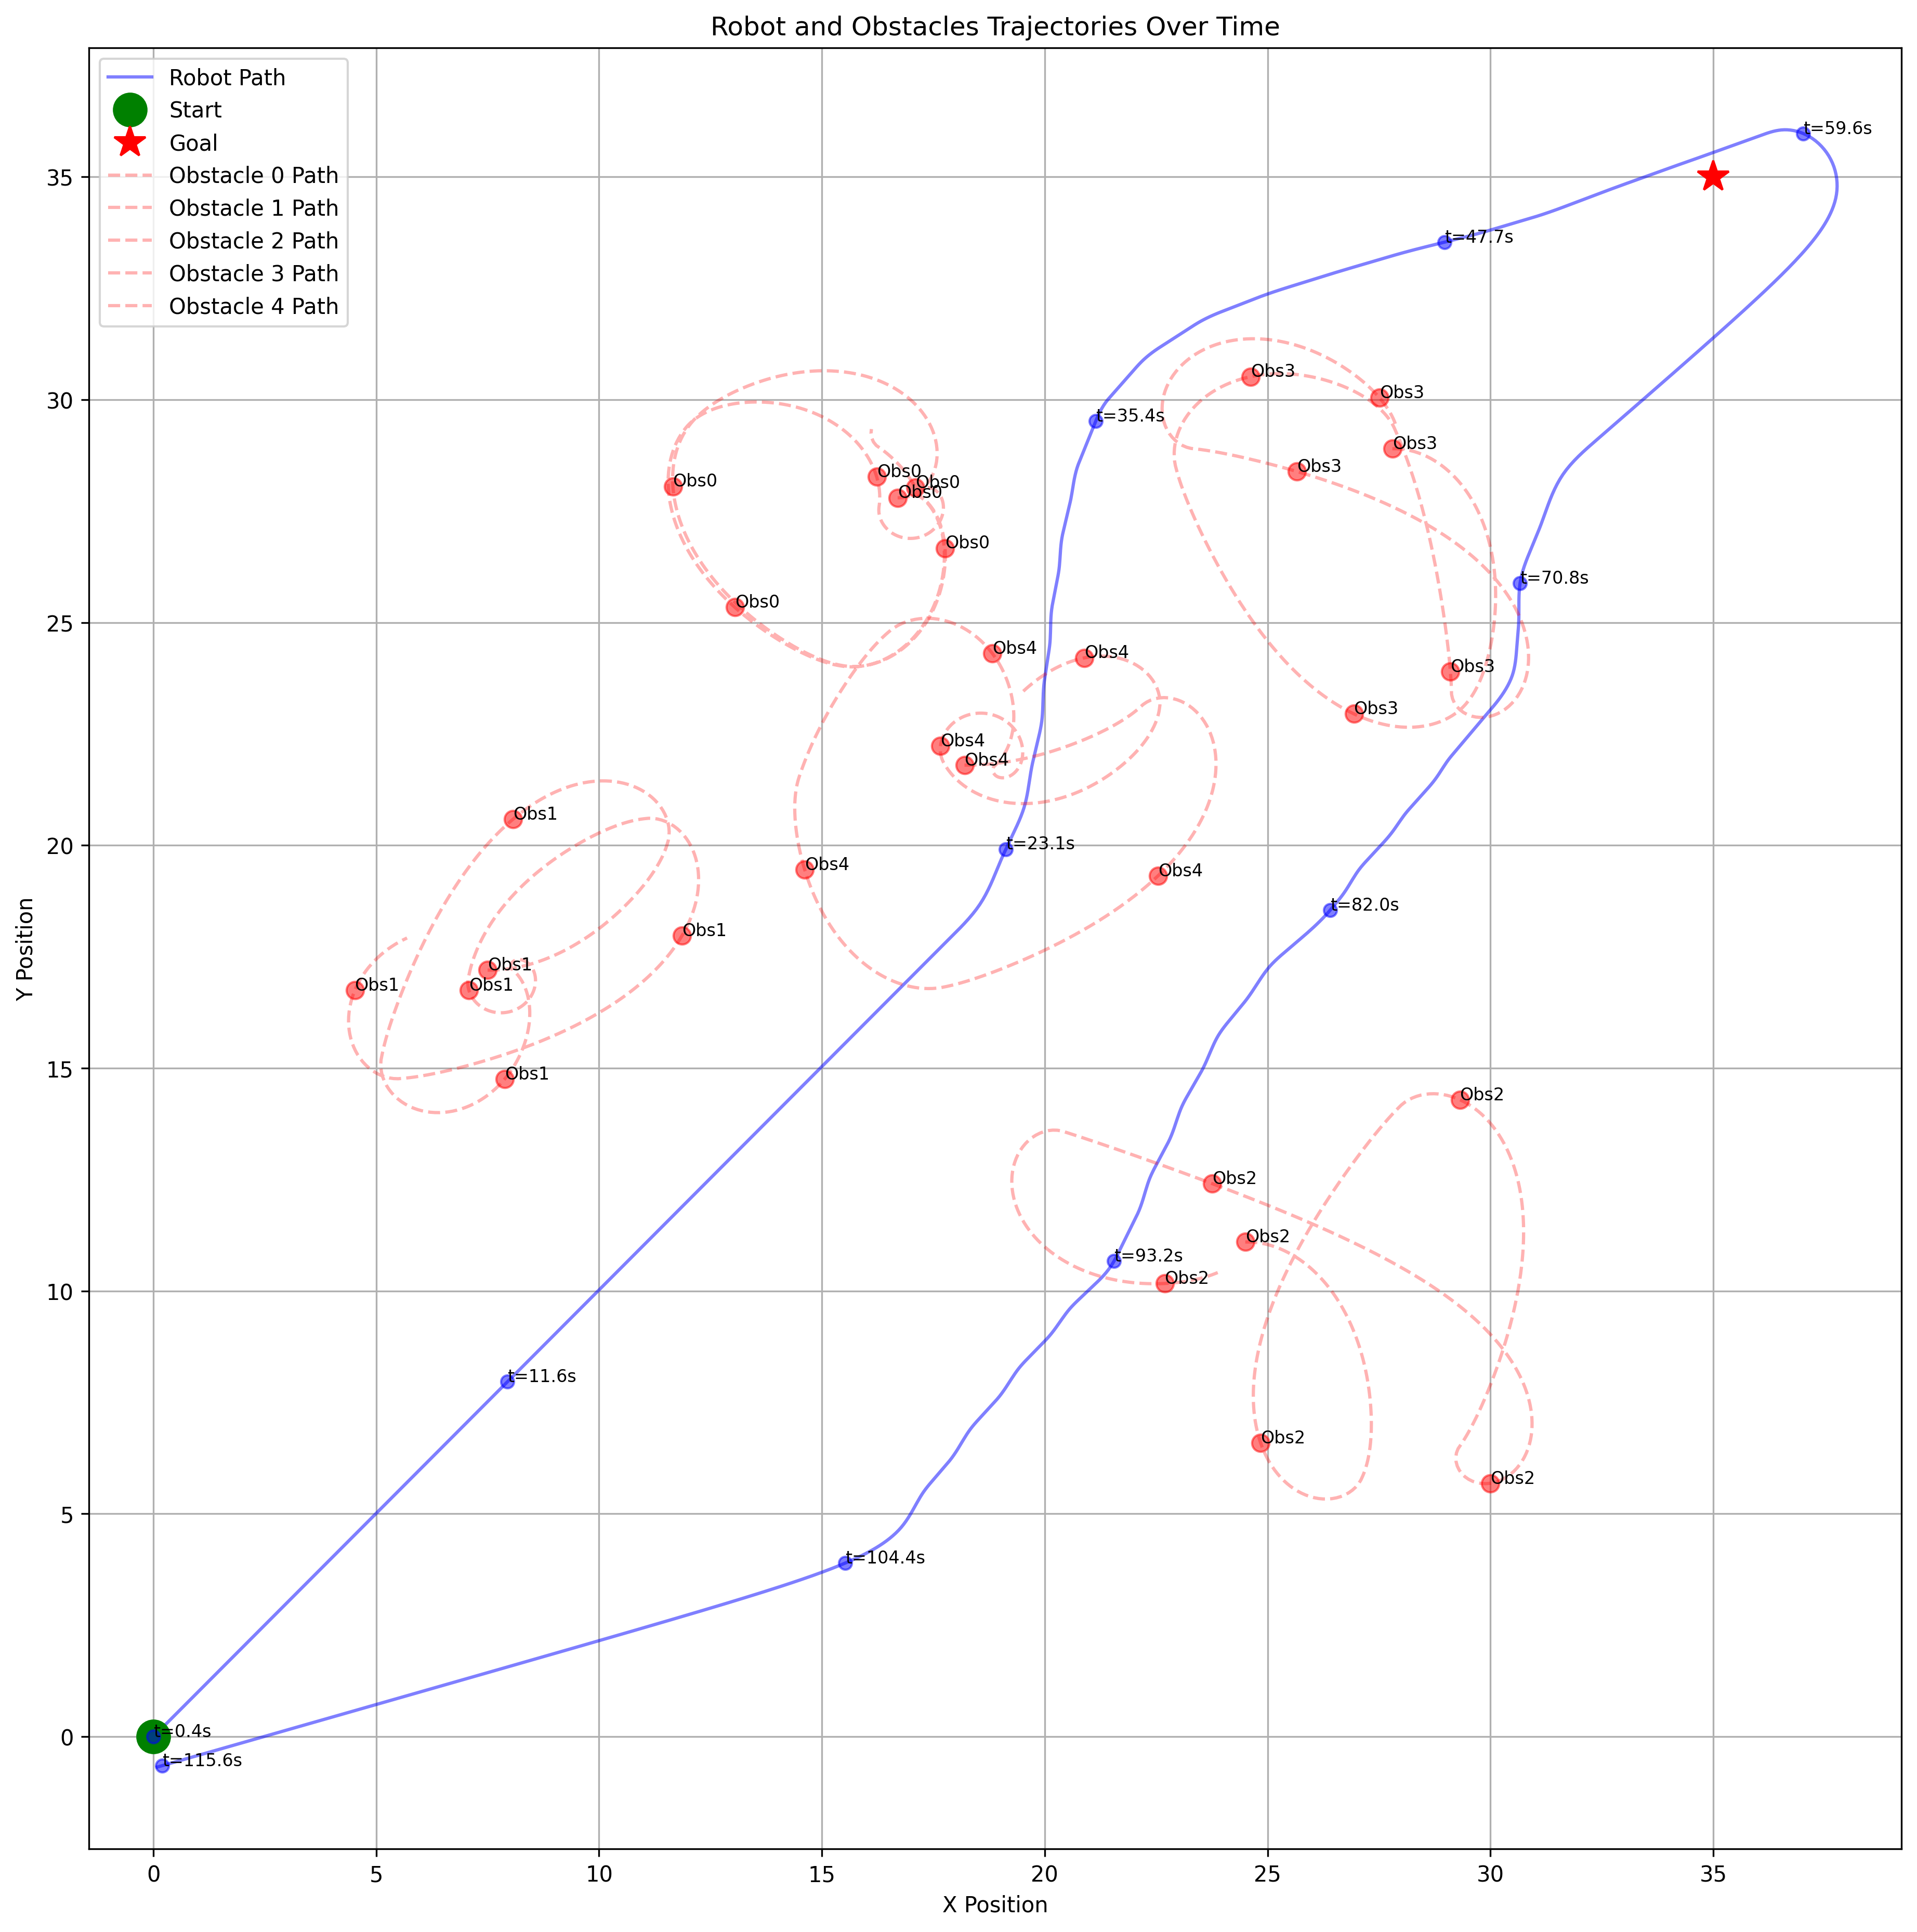 Robot and Obstacles Trajectories Over Time
Robot Path
Start
Goal
Obstacle 0 Path
Obstacle 1 Path
Obstacle 2 Path
Obstacle 3 Path
Obstacle 4 Path
t=59.6s
t=47.7s
Obs3
Obs3
t=35.4s
Obs3
Obs3
Obs0
Obs0
Obs0
Obs0
Obs0
t=70.8s
Obs0
Obs4
Obs4
Obs3
Obs3
Obs4
Obs4
Obs1
t=23.1s
Obs4
Obs4
t=82.0s
Obs1
Obs1
Obs1
Obs1
Obs1
Obs2
Obs2
Obs2
t=93.2s
Obs2
t=11.6s
Obs2
Obs2
t=104.4s
t=0.4s
t=115.6s
35
30
25
20
15
10
5
0
Y Position
0 5 10 15 20 25 30 35
X Position